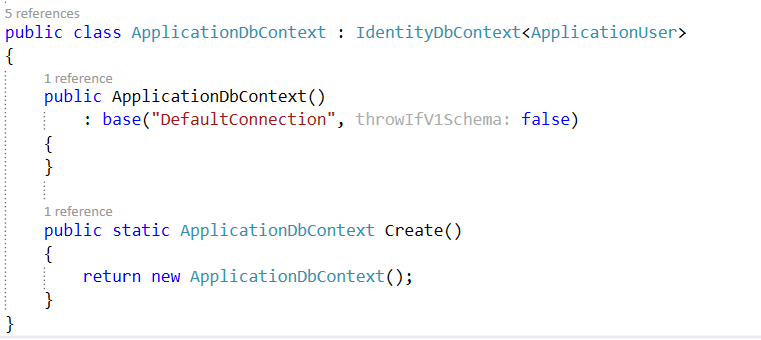 5 references
public class ApplicationDbContext : IdentityDbContext<ApplicationUser>
{
1 reference
public ApplicationDbContext()
: base("DefaultConnection", throwIfV1Schema: false)
{
}
1 reference
public static ApplicationDbContext Create()
{
return new ApplicationDbContext();
}
}